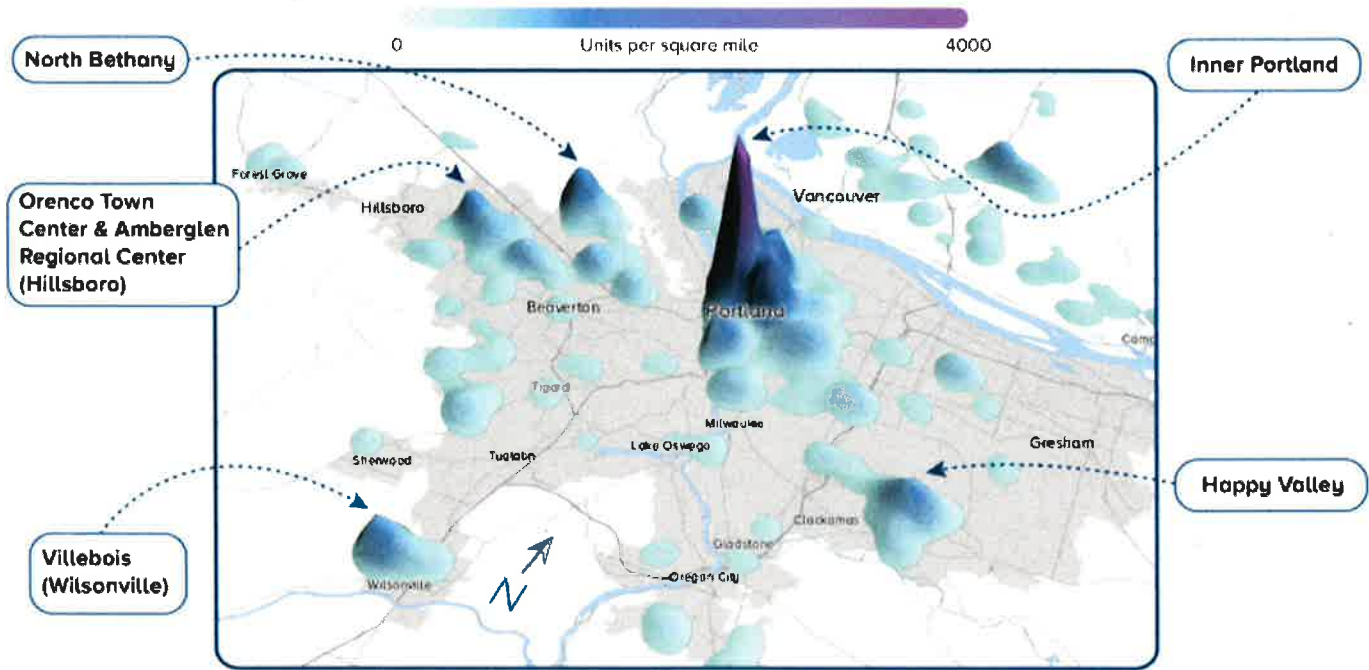 0
Units per square mile
4000
North Bethany
Inner Portland
Forest Grove
Vancouver
Hillsboro
Orenco Town
Center & Amberglen
Regional Center
(Hillsboro)
Beaverton
Portland
Tigard
Milwaukie
Lake Oswego
Gresham
Sherwood
Tualatin
Happy Valley
Clackamas
Villebois
(Wilsonville)
Gladstone
Wilsonville
N
Oregon City